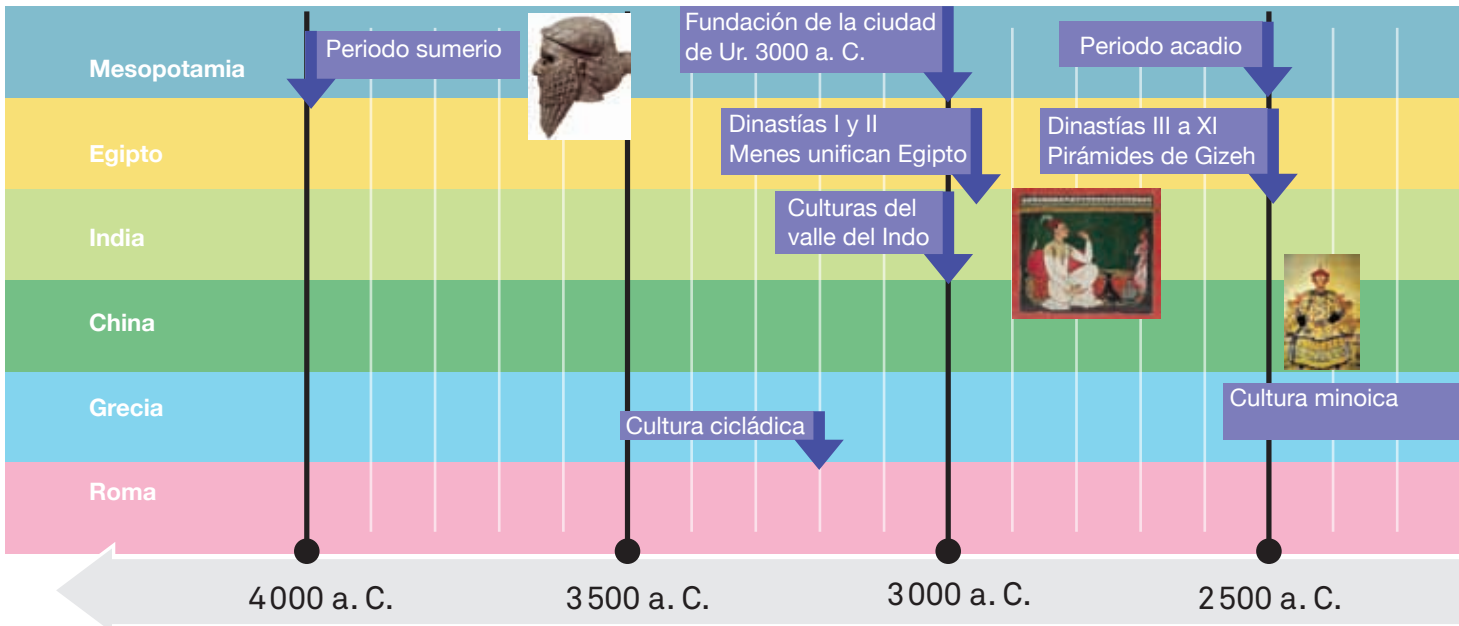 Mesopotamia
Periodo sumerio
Fundación de la ciudad
de Ur. 3000 a. C.
Periodo acadio
Egipto
Dinastías I y II
Menes unifican Egipto
Dinastías III a XI
Pirámides de Gizeh
India
Culturas del
valle del Indo
China
Grecia
Cultura cicládica
Cultura minoica
Roma
4000 a. C.
3500 a. C.
3000 a. C.
2500 a. C.